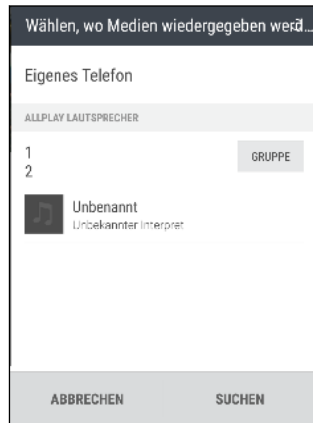 Wählen, wo Medien wiedergegeben werd...
Eigenes Telefon
ALLPLAY LAUTSPRECHER
1
GRUPPE
2
Unbenannt
Unbekannter Interpret
ABBRECHEN SUCHEN